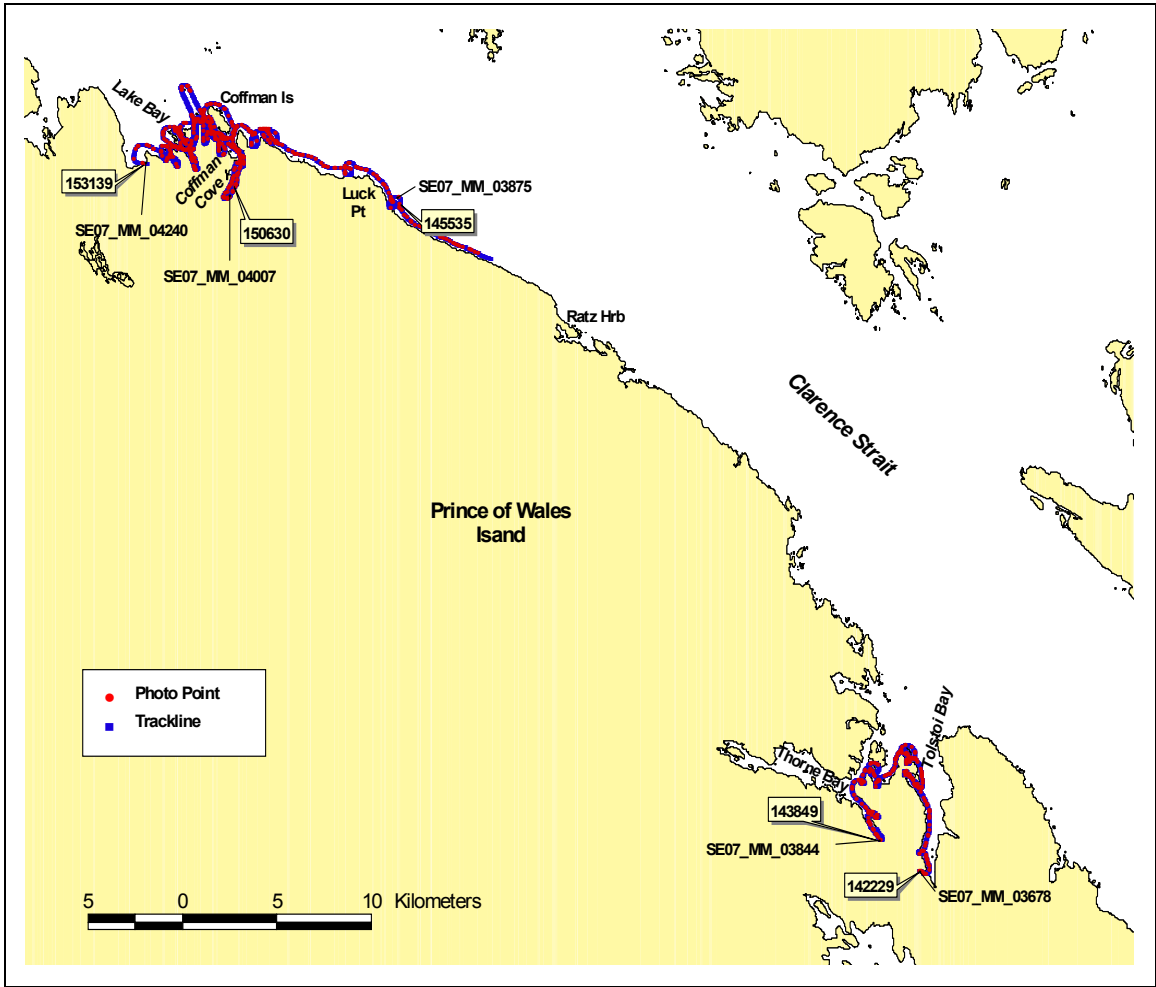 Lake Bay
Coffman Is
153139
Coffman
Cove
SE07_MM_04240
150630
SE07_MM_04007
Luck
Pt
SE07_MM_03875
145535
Ratz Hrb
Clarence Strait
Prince of Wales
Isand
Photo Point
Trackline
Tolstoi Bay
Thorne Bay
143849
SE07_MM_03844
142229
SE07_MM_03678
5 0 5 10 Kilometers